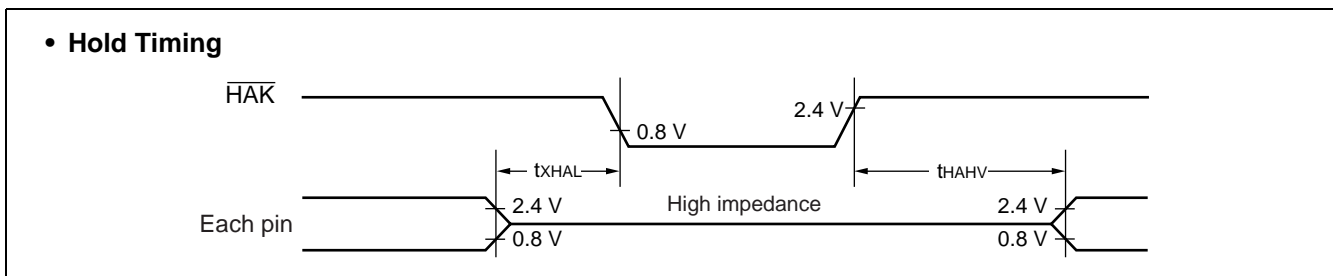 • Hold Timing
HAK
2.4 V
0.8 V
tXHAL
tHAHV
Each pin
2.4 V
High impedance
2.4 V
0.8 V
0.8 V